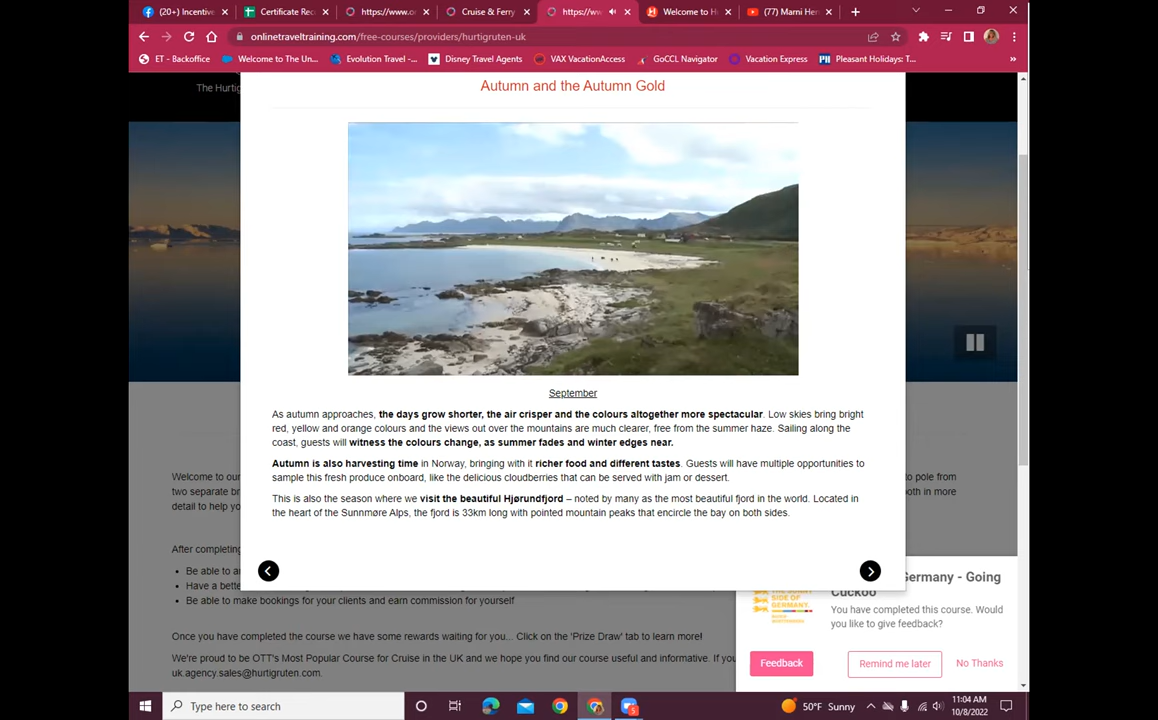 (20+) Incentiv
Certificate Rec
https://www.o
Cruise & Ferry
https://ww
Welcome to H
(77) Marni Her
onlinetraveltraining.com/free-courses/providers/hurtigruten-uk
ET - Backoffice
Welcome to The Un...
Evolution Travel -...
Disney Travel Agents
VAX VacationAccess
GoCCL Navigator
Vacation Express
Pleasant Holidays: T...
The Hurtig
Autumn and the Autumn Gold
September
As autumn approaches, the days grow shorter, the air crisper and the colours altogether more spectacular. Low skies bring bright
red, yellow and orange colours and the views out over the mountains are much clearer, free from the summer haze. Sailing along the
coast, guests will witness the colours change, as summer fades and winter edges near.
Autumn is also harvesting time in Norway, bringing with it richer food and different tastes. Guests will have multiple opportunities to
sample this fresh produce onboard, like the delicious cloudberries that can be served with jam or dessert.
This is also the season where we visit the beautiful Hjørundfjord – noted by many as the most beautiful fjord in the world. Located in
the heart of the Sunnmøre Alps, the fjord is 33km long with pointed mountain peaks that encircle the bay on both sides.
Welcome to our
to pole from
two separate br
both in more
detail to help yo
After completing
Be able to a
Have a bette
Be able to make bookings for your clients and earn commission for yourself
Once you have completed the course we have some rewards waiting for you... Click on the 'Prize Draw' tab to learn more!
We're proud to be OTT's Most Popular Course for Cruise in the UK and we hope you find our course useful and informative. If you
uk.agency.sales@hurtigruten.com.
SIDE OF
GERMANY.
Germany - Going
Cuckoo
You have completed this course. Would
you like to give feedback?
Feedback
Remind me later
No Thanks
Type here to search
50°F Sunny
11:04 AM
10/8/2022